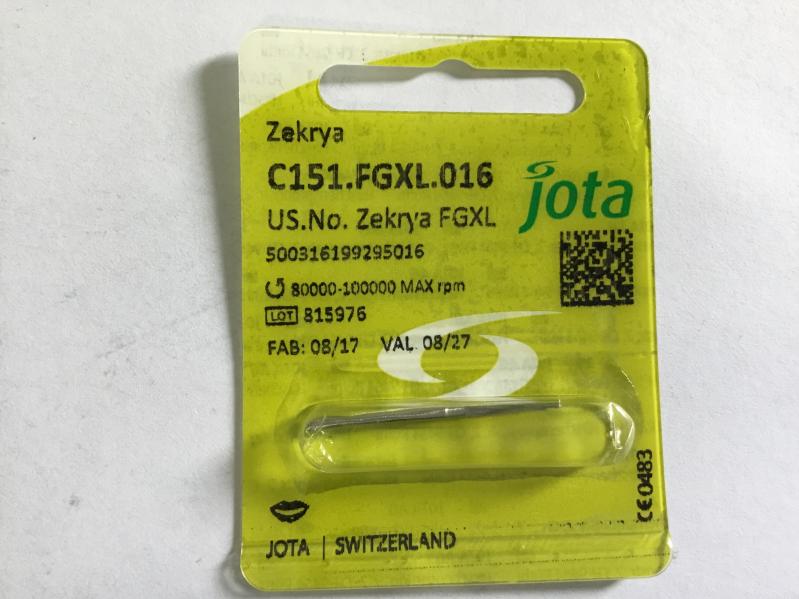 Zekrya
C151.FGXL.016
jota
US.No. Zekrya FGXL
500316199295016
80000-100000 MAX rpm
LOT 815976
FAB: 08/17 VAL. 08/27
CE0483
JOTA | SWITZERLAND